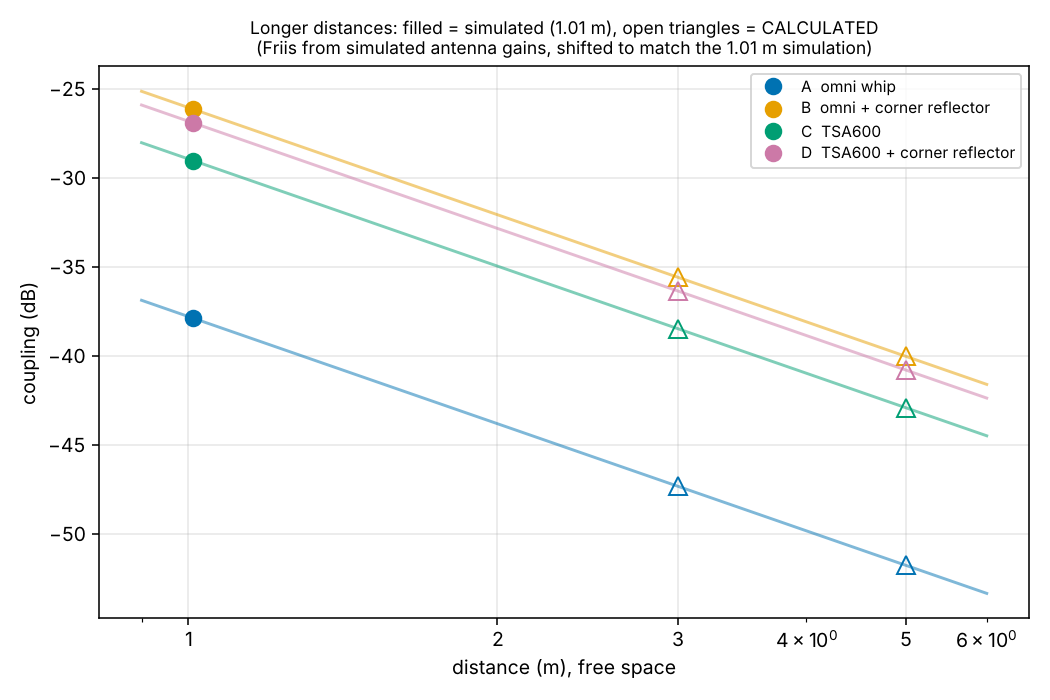 Longer distances: filled = simulated (1.01 m), open triangles = CALCULATED
(Friis from simulated antenna gains, shifted to match the 1.01 m simulation)
A  omni whip
B  omni + corner reflector
C  TSA600
D  TSA600 + corner reflector
−25
−30
−35
−40
−45
−50
coupling (dB)
1 2 3 4×10⁰ 5 6×10⁰
distance (m), free space